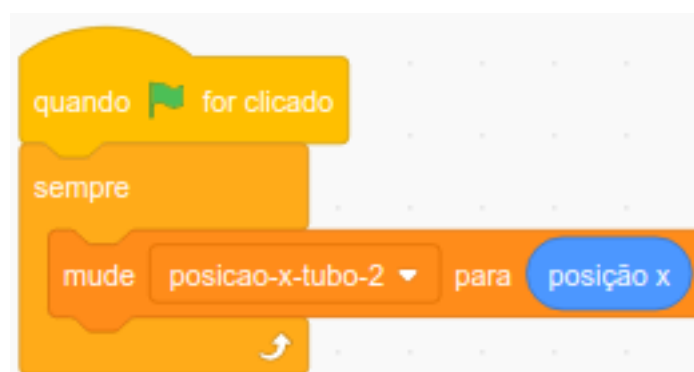 quando for clicado
sempre
mude posicao-x-tubo-2 para posição x